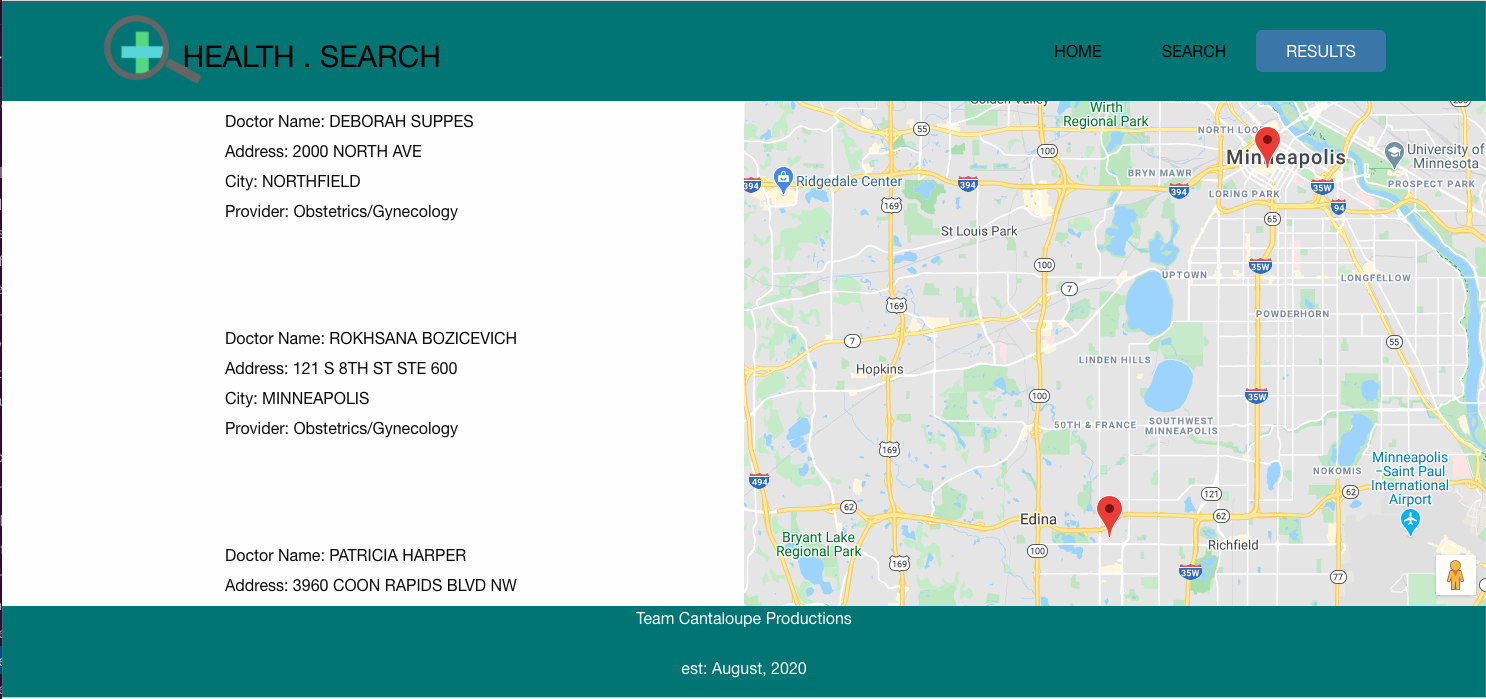 HEALTH . SEARCH
HOME
SEARCH
RESULTS
Doctor Name: DEBORAH SUPPES
Address: 2000 NORTH AVE
City: NORTHFIELD
Provider: Obstetrics/Gynecology
Doctor Name: ROKHSANA BOZICEVICH
Address: 121 S 8TH ST STE 600
City: MINNEAPOLIS
Provider: Obstetrics/Gynecology
Doctor Name: PATRICIA HARPER
Address: 3960 COON RAPIDS BLVD NW
Golden Valley
Wirth
Regional Park
55
100
NORTH LOOP
Minneapolis
University of
Minnesota
BRYN MAWR
394
Ridgedale Center
394
394
35W
PROSPECT PARK
LORING PARK
169
94
65
St Louis Park
100
35W
UPTOWN
LONGFELLOW
7
169
POWDERHORN
7
55
LINDEN HILLS
Hopkins
100
35W
50TH & FRANCE
SOUTHWEST
MINNEAPOLIS
169
Minneapolis
-Saint Paul
International
Airport
NOKOMIS
494
121
62
62
62
Edina
Bryant Lake
Regional Park
100
Richfield
169
35W
77
Team Cantaloupe Productions
est: August, 2020